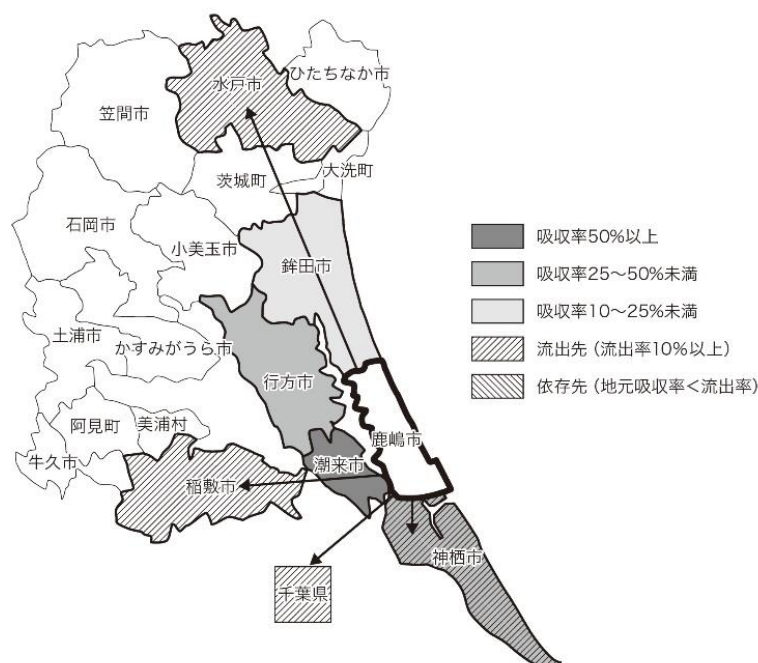 ひたちなか市
水戸市
笠間市
茨城町
大洗町
石岡市
小美玉市
鉾田市
土浦市
かすみがうら市
行方市
阿見町
美浦村
鹿嶋市
牛久市
潮来市
稲敷市
神栖市
千葉県
吸収率50%以上
吸収率25～50%未満
吸収率10～25%未満
流出先（流出率10%以上）
依存先（地元吸収率<流出率）